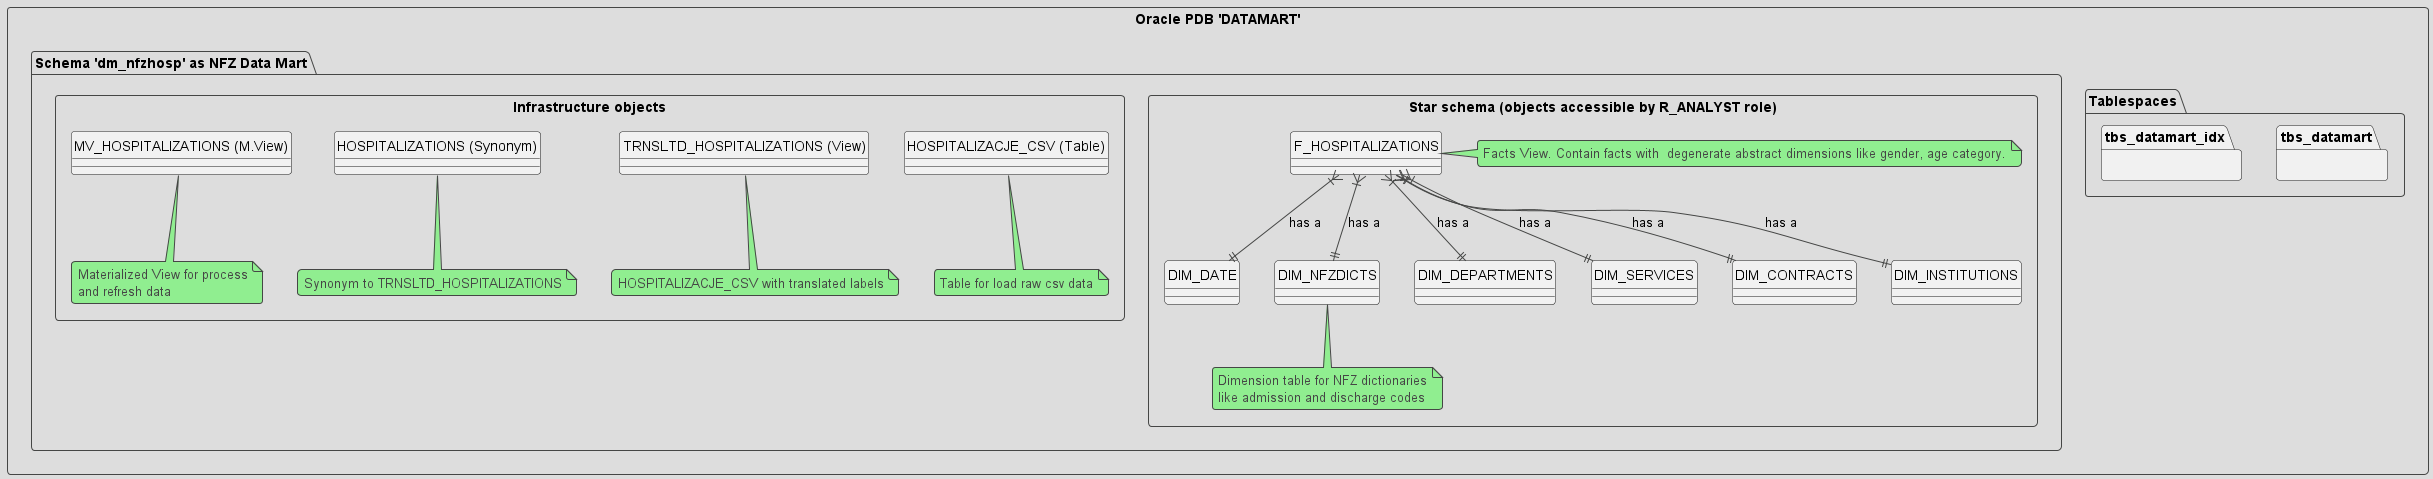 Oracle PDB 'DATAMART'
Schema 'dm_nfzhosp' as NFZ Data Mart
Infrastructure objects
MV_HOSPITALIZATIONS (M.View)
HOSPITALIZATIONS (Synonym)
TRNSLTD_HOSPITALIZATIONS (View)
HOSPITALIZACJE_CSV (Table)
Materialized View for process
and refresh data
Synonym to TRNSLTD_HOSPITALIZATIONS
HOSPITALIZACJE_CSV with translated labels
Table for load raw csv data
Star schema (objects accessible by R_ANALYST role)
F_HOSPITALIZATIONS
Facts View. Contain facts with  degenerate abstract dimensions like gender, age category.
has a
has a
has a
has a
has a
has a
DIM_DATE
DIM_NFZDICTS
DIM_DEPARTMENTS
DIM_SERVICES
DIM_CONTRACTS
DIM_INSTITUTIONS
Dimension table for NFZ dictionaries
like admission and discharge codes
Tablespaces
tbs_datamart_idx
tbs_datamart